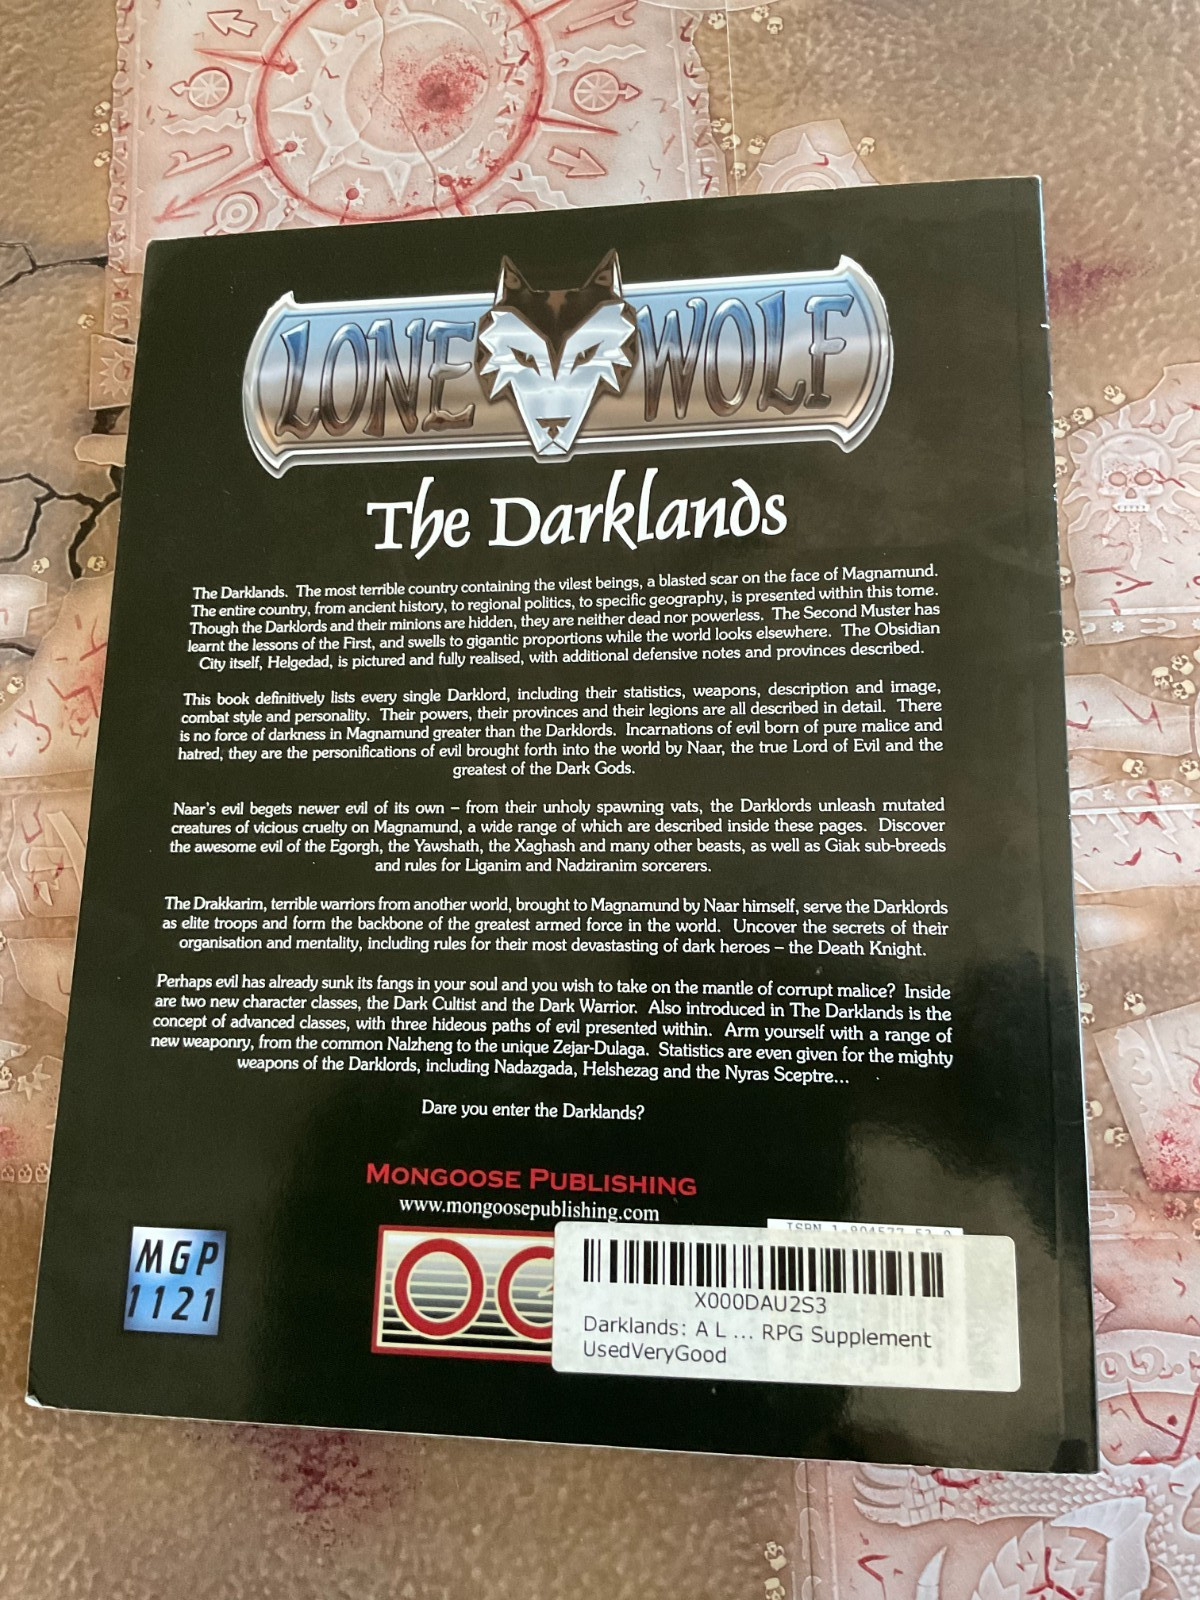 LONE WOLF
The Darklands
The Darklands. The most terrible country containing the vilest beings, a blasted scar on the face of Magnamund.
The entire country, from ancient history, to regional politics, to specific geography, is presented within this tome.
Though the Darklords and their minions are hidden, they are neither dead nor powerless. The Second Muster has
learnt the lessons of the First, and swells to gigantic proportions while the world looks elsewhere. The Obsidian
City itself, Helgedad, is pictured and fully realised, with additional defensive notes and provinces described.
This book definitively lists every single Darklord, including their statistics, weapons, description and image,
combat style and personality. Their powers, their provinces and their legions are all described in detail. There
is no force of darkness in Magnamund greater than the Darklords. Incarnations of evil born of pure malice and
hatred, they are the personifications of evil brought forth into the world by Naar, the true Lord of Evil and the
greatest of the Dark Gods.
Naar's evil begets newer evil of its own – from their unholy spawning vats, the Darklords unleash mutated
creatures of vicious cruelty on Magnamund, a wide range of which are described inside these pages. Discover
the awesome evil of the Egorgh, the Yawshath, the Xaghash and many other beasts, as well as Giak sub-breeds
and rules for Liganim and Nadziranim sorcerers.
The Drakkarim, terrible warriors from another world, brought to Magnamund by Naar himself, serve the Darklords
as elite troops and form the backbone of the greatest armed force in the world. Uncover the secrets of their
organisation and mentality, including rules for their most devastasting of dark heroes – the Death Knight.
Perhaps evil has already sunk its fangs in your soul and you wish to take on the mantle of corrupt malice? Inside
are two new character classes, the Dark Cultist and the Dark Warrior. Also introduced in The Darklands is the
concept of advanced classes, with three hideous paths of evil presented within. Arm yourself with a range of
new weaponry, from the common Nalzheng to the unique Zejar-Dulaga. Statistics are even given for the mighty
weapons of the Darklords, including Nadazgada, Helshezag and the Nyras Sceptre...
Dare you enter the Darklands?
MONGOOSE PUBLISHING
www.mongoosepublishing.com
MGP
1121
ISBN
X000DAU2S3
Darklands: A L ... RPG Supplement
UsedVeryGood